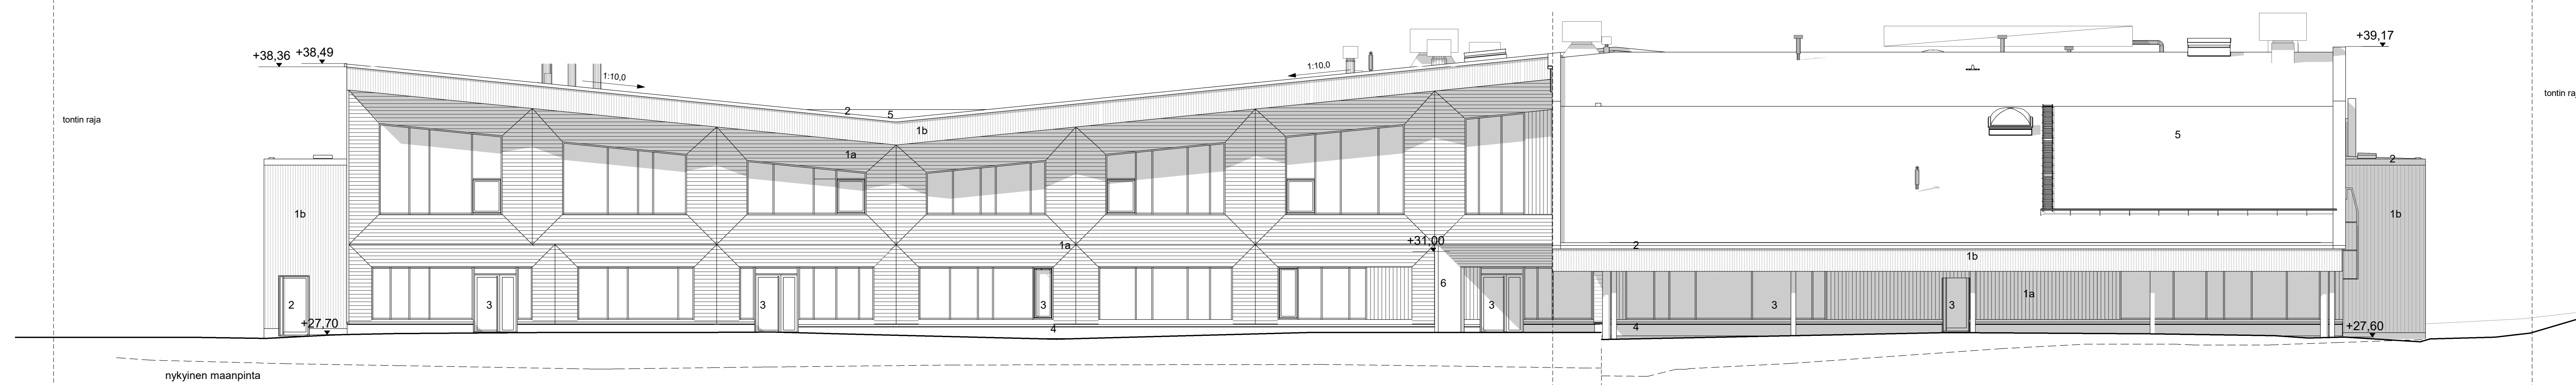 +38,36
+38,49
1:10,0
1:10,0
+39,17
tontin raja
tontin ra
2
5
1b
1a
5
2
1b
1b
1a
+31,00
2
1b
6
2
3
3
3
3
3
3
1a
+27,70
4
4
+27,60
nykyinen maanpinta